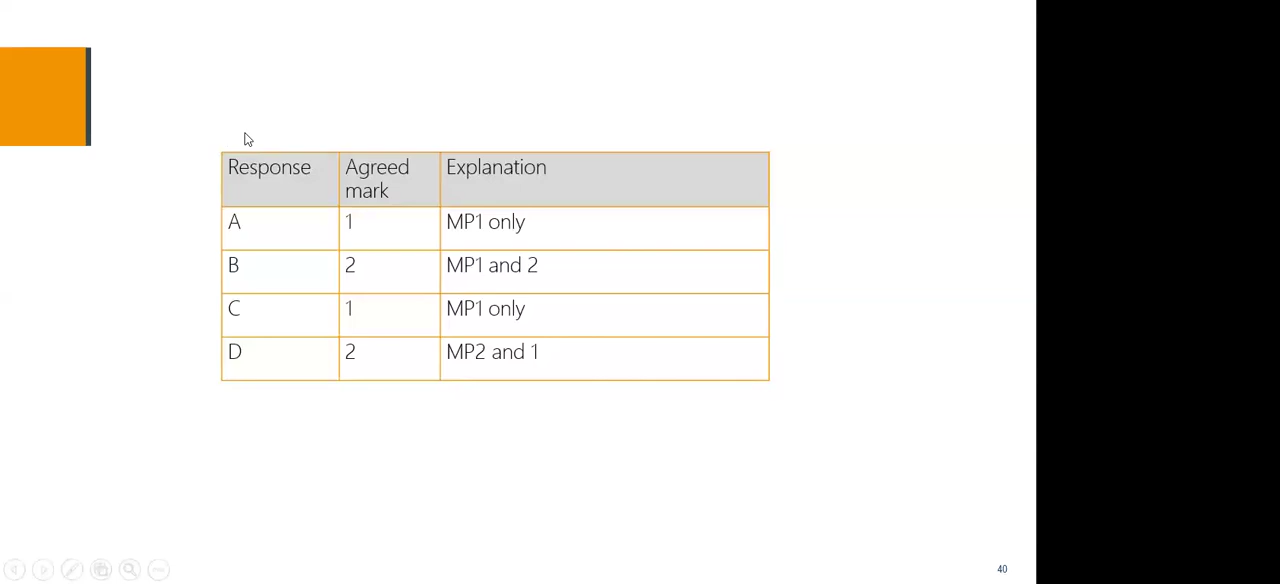 Response Agreed mark Explanation
A 1 MP1 only
B 2 MP1 and 2
C 1 MP1 only
D 2 MP2 and 1
40